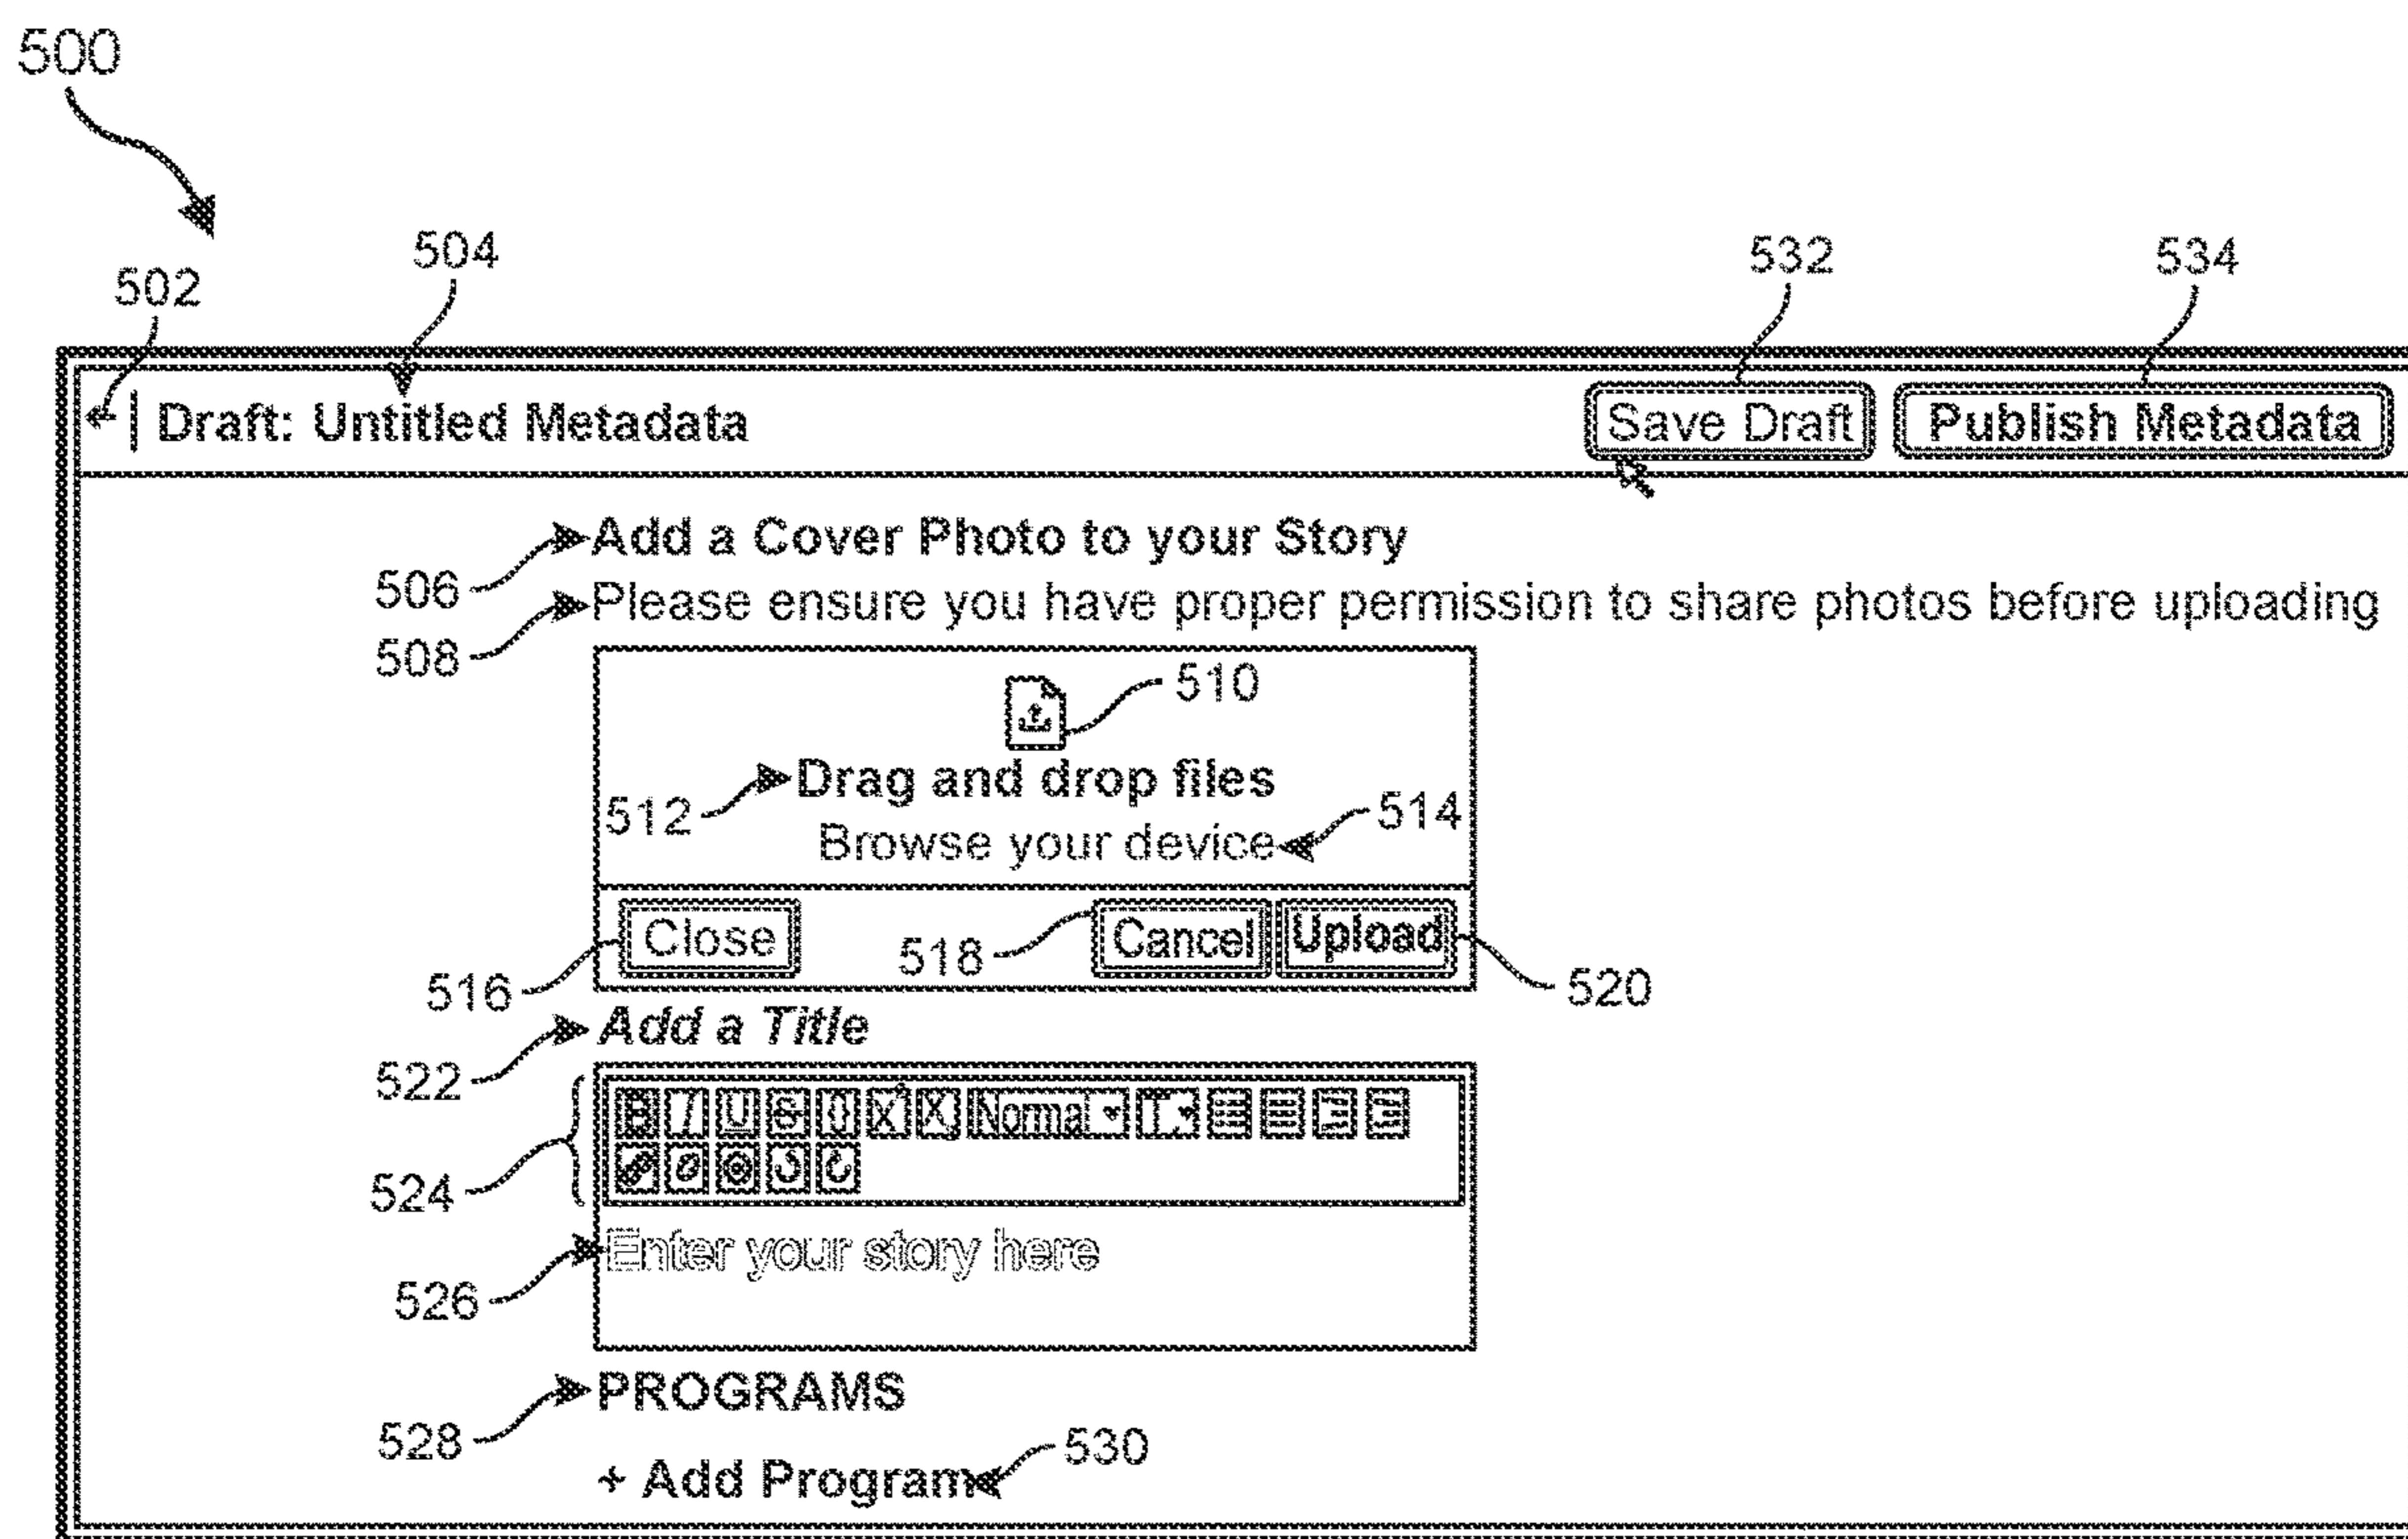 500
502
504
532
534
Draft: Untitled Metadata
Save Draft
Publish Metadata
506
Add a Cover Photo to your Story
508
Please ensure you have proper permission to share photos before uploading
510
512
Drag and drop files
514
Browse your device
516
Close
518
Cancel
Upload
520
522
Add a Title
524
B I U S {} X X Normal T
526
Enter your story here
528
PROGRAMS
530
+ Add Program